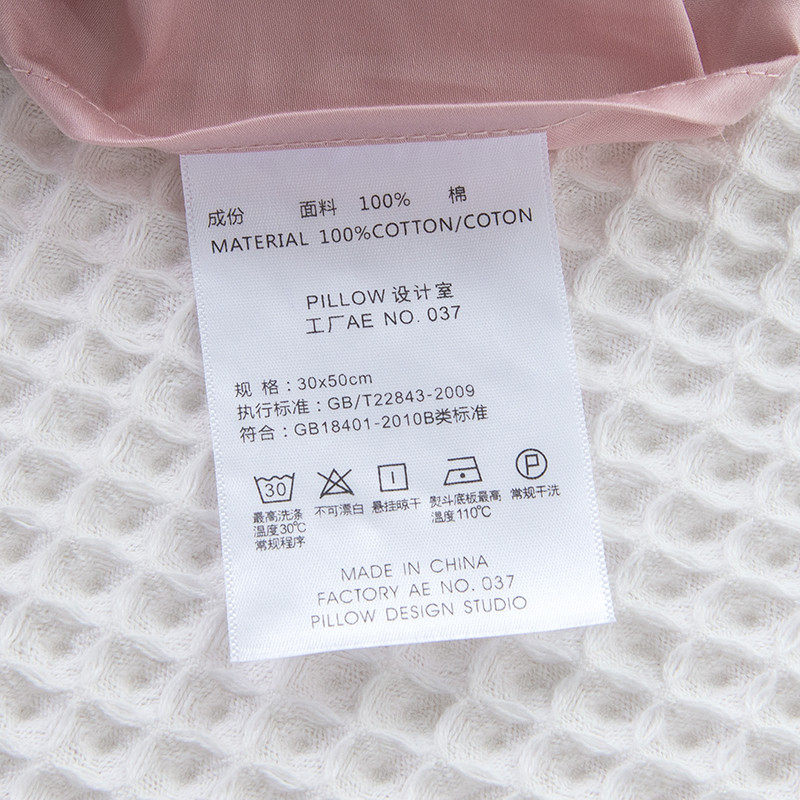 成份 面料 100% 棉
MATERIAL 100%COTTON/COTON
PILLOW 设计室
工厂AE NO. 037
规 格：30x50cm
执行标准：GB/T22843-2009
符合：GB18401-2010B类标准
30
P
最高洗涤
温度30℃
常规程序
不可漂白
悬挂晾干
熨斗底板最高
温度110℃
常规干洗
MADE IN CHINA
FACTORY AE NO. 037
PILLOW DESIGN STUDIO